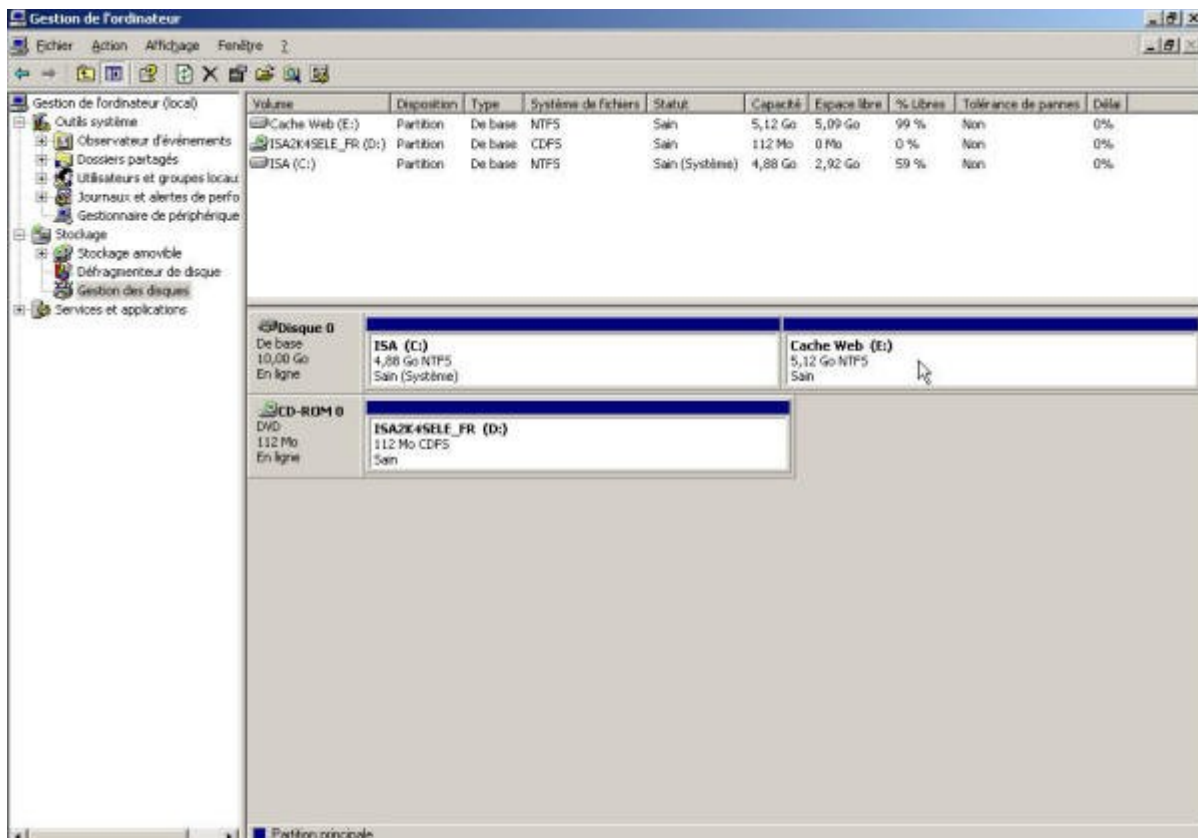 Gestion de l'ordinateur
Fichier Action Affichage Fenêtre ?
Gestion de l'ordinateur (local)
Outils système
Observateur d'événements
Dossiers partagés
Utilisateurs et groupes locau
Journaux et alertes de perfo
Gestionnaire de périphérique
Stockage
Stockage amovible
Défragmenteur de disque
Gestion des disques
Services et applications
Volume Disposition Type Système de fichiers Statut Capacité Espace libre % Libres Tolérance de pannes Déla
Cache Web (E:) Partition De base NTFS Sain 5,12 Go 5,09 Go 99 % Non 0%
ISA2K4SELE_FR (D:) Partition De base CDFS Sain 112 Mo 0 Mo 0 % Non 0%
ISA (C:) Partition De base NTFS Sain (Système) 4,88 Go 2,92 Go 59 % Non 0%
Disque 0
De base
10,00 Go
En ligne
ISA (C:)
4,88 Go NTFS
Sain (Système)
Cache Web (E:)
5,12 Go NTFS
Sain
CD-ROM 0
DVD
112 Mo
En ligne
ISA2K4SELE_FR (D:)
112 Mo CDFS
Sain
Partition principale